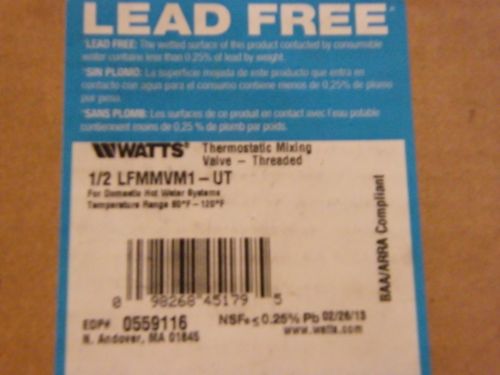 LEAD FREE*
*LEAD FREE: The wetted surface of this product contacted by consumible
water contains less than 0.25% of lead by weight.
*SIN PLOMO: La superficie mojada de este producto que entra en
contacto con agua para el consumo contiene menos de 0.25% de plomo
por peso.
*SANS PLOMB: Les surfaces de ce produit en contact avec l'eau potable
contiennent moins de 0,25 % de plomb par poids.
WATTS® Thermostatic Mixing
Valve - Threaded
1/2 LFMMVM1-UT
For Domestic Hot Water Systems
Temperature Range 80°F - 120°F
BAA/ARRA Compliant
0 98268 45179 5
EDP# 0559116 NSF® ≤ 0.25% Pb 02/26/13
N. Andover, MA 01845 www.watts.com